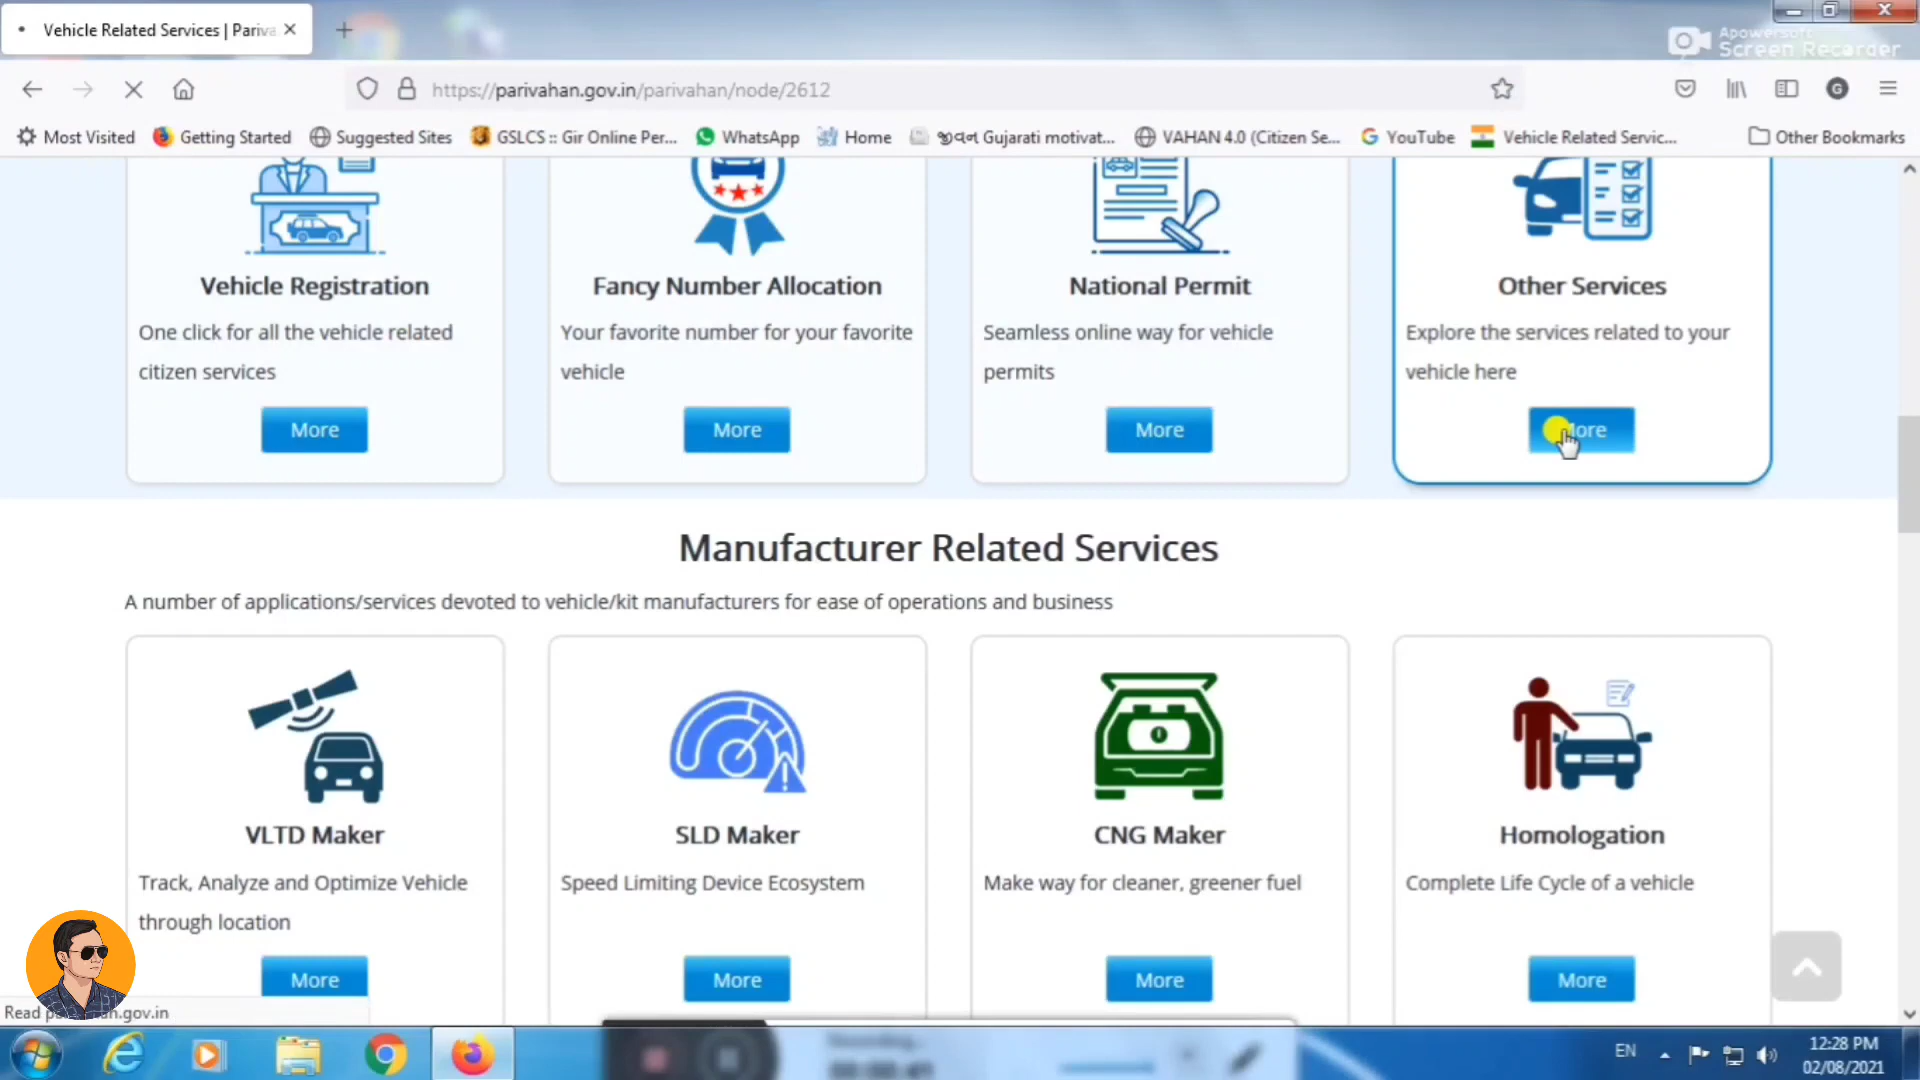 Vehicle Related Services | Pariva
Apowersoft
Screen Recorder
https://parivahan.gov.in/parivahan/node/2612
G
Most Visited
Getting Started
Suggested Sites
GSLCS :: Gir Online Per...
WhatsApp
Home
જીવન Gujarati motivat...
VAHAN 4.0 (Citizen Se...
YouTube
Vehicle Related Servic...
Other Bookmarks
Vehicle Registration
One click for all the vehicle related
citizen services
More
Fancy Number Allocation
Your favorite number for your favorite
vehicle
More
National Permit
Seamless online way for vehicle
permits
More
Other Services
Explore the services related to your
vehicle here
More
Manufacturer Related Services
A number of applications/services devoted to vehicle/kit manufacturers for ease of operations and business
VLTD Maker
Track, Analyze and Optimize Vehicle
through location
More
SLD Maker
Speed Limiting Device Ecosystem
More
CNG Maker
Make way for cleaner, greener fuel
More
Homologation
Complete Life Cycle of a vehicle
More
Read
EN
12:28 PM
02/08/2021